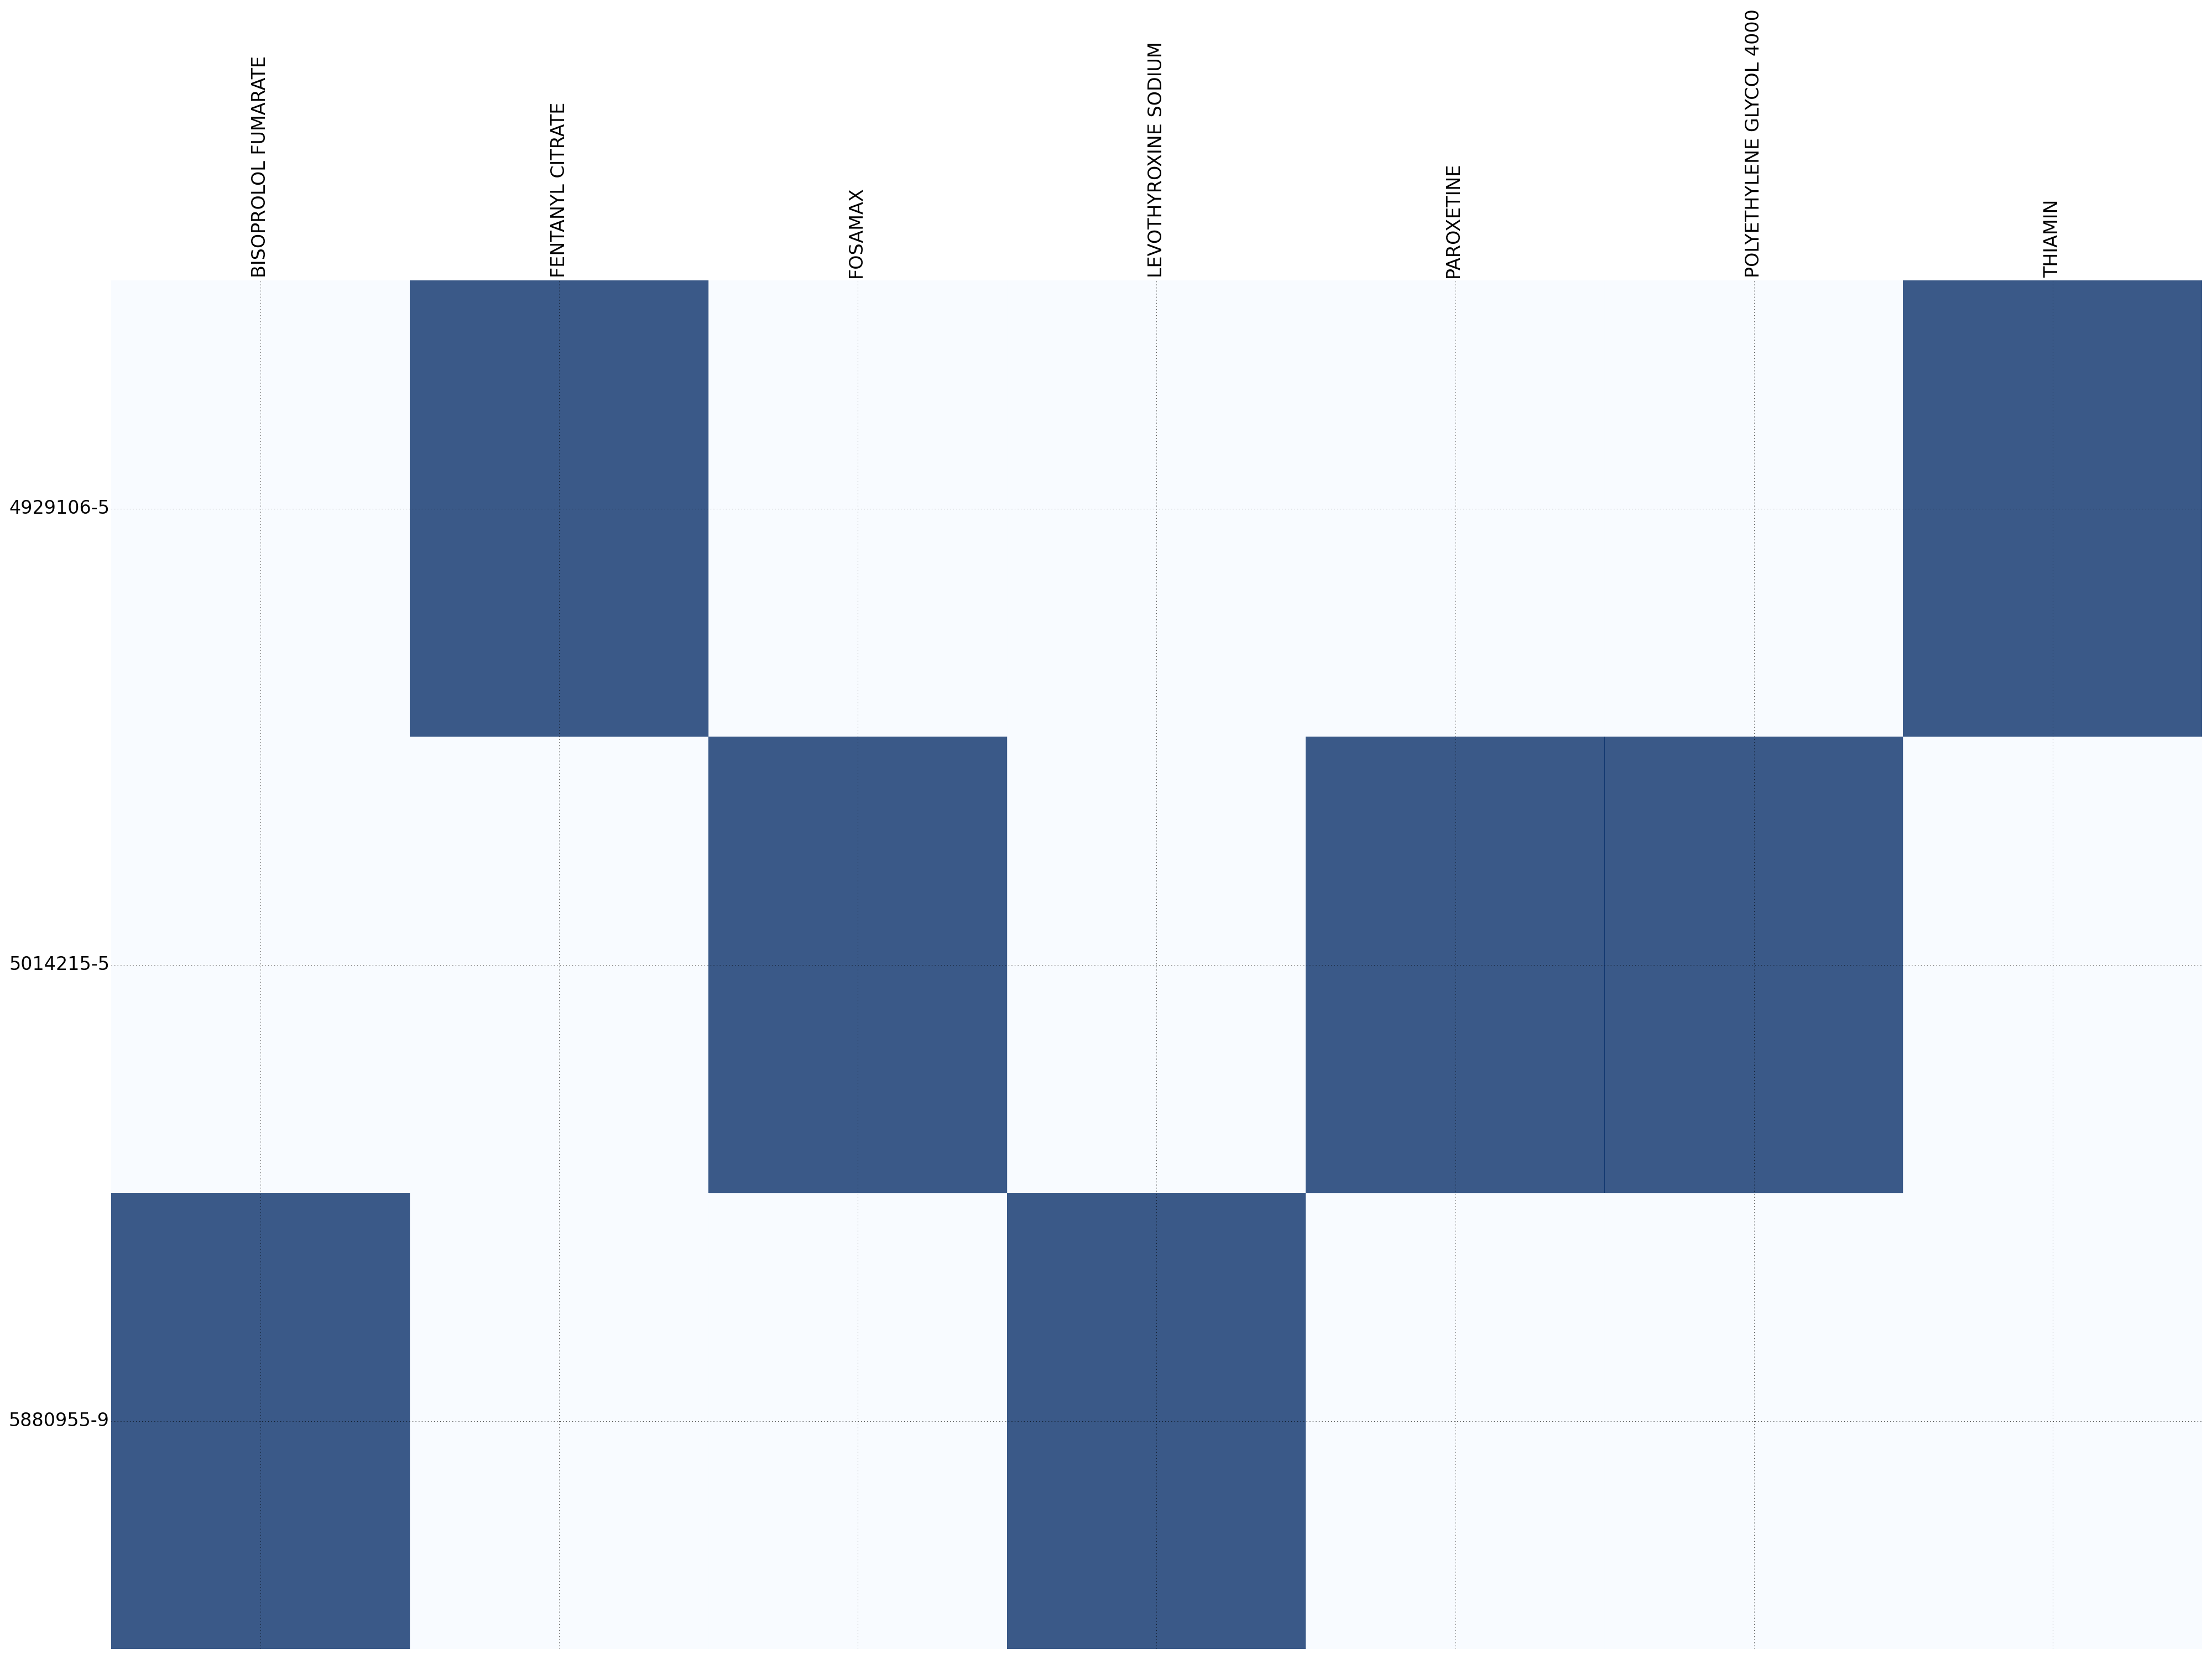 BISOPROLOL FUMARATE
FENTANYL CITRATE
FOSAMAX
LEVOTHYROXINE SODIUM
PAROXETINE
POLYETHYLENE GLYCOL 4000
THIAMIN
4929106-5
5014215-5
5880955-9